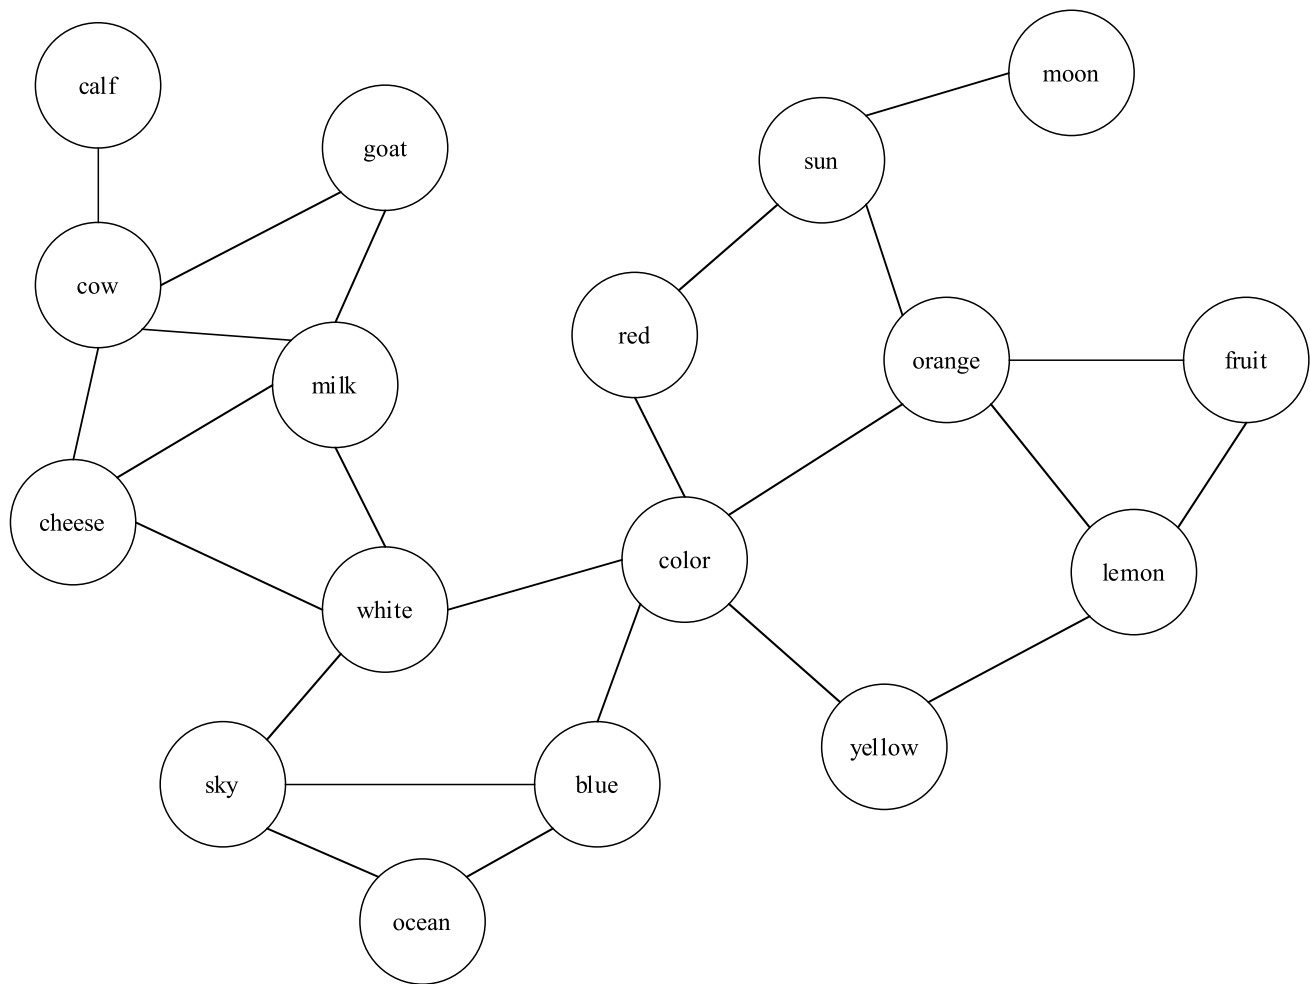 calf
moon
goat
sun
cow
red
orange
fruit
milk
cheese
color
lemon
white
yellow
sky
blue
ocean